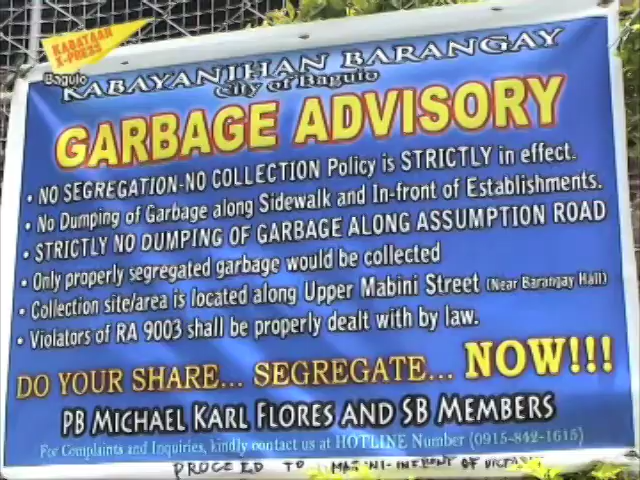 KABATAAN
X-PRESS
Baguio
KABAYANIHAN BARANGAY
City of Baguio
GARBAGE ADVISORY
• NO SEGREGATION-NO COLLECTION Policy is STRICTLY in effect.
• No Dumping of Garbage along Sidewalk and In-front of Establishments.
• STRICTLY NO DUMPING OF GARBAGE ALONG ASSUMPTION ROAD
• Only properly segregated garbage would be collected
• Collection site/area is located along Upper Mabini Street (Near Barangay Hall)
• Violators of RA 9003 shall be properly dealt with by law.
DO YOUR SHARE... SEGREGATE... NOW!!!
PB MICHAEL KARL FLORES AND SB MEMBERS
For Complaints and Inquiries, kindly contact us at HOTLINE Number (0915-842-1615)
PROCEED TO